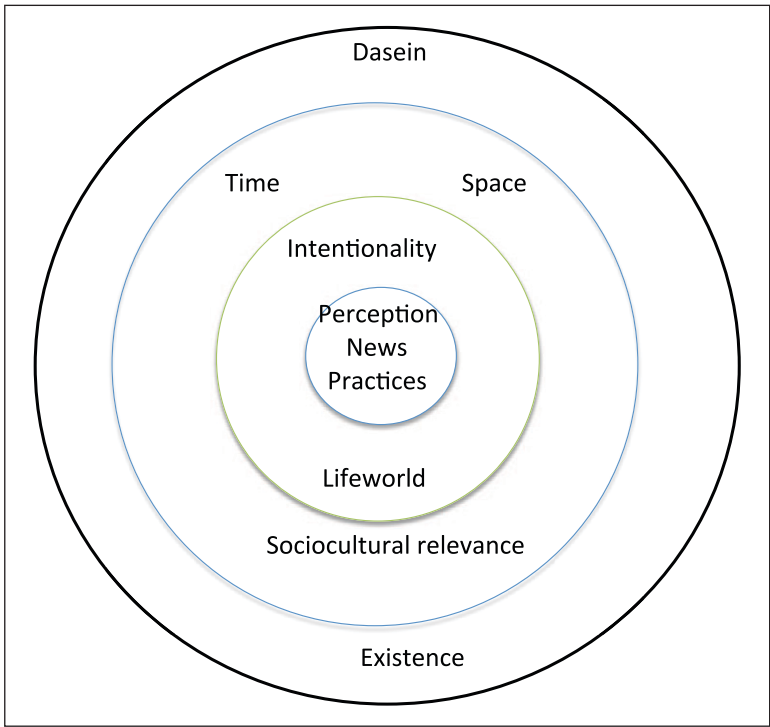 Dasein
Time
Space
Intentionality
Perception
News
Practices
Lifeworld
Sociocultural relevance
Existence